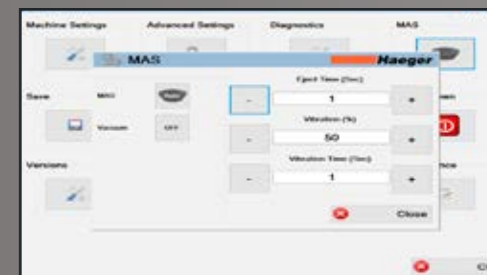 Machine Settings Advanced Settings Diagnostics MAS
MAS Haeger
Eject Time (Sec)
Save MAS - 1 +
Vibration (%)
Vacuum OFF - 50 +
Versions Vibration Time (Sec)
- 1 +
Close